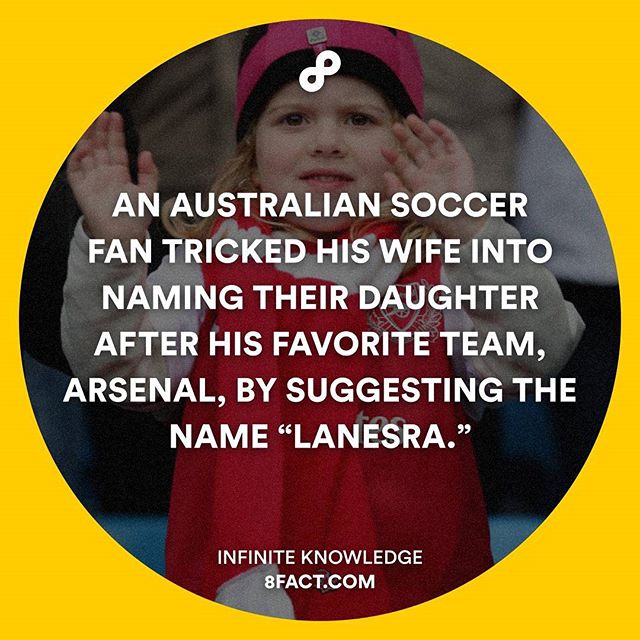 AN AUSTRALIAN SOCCER
FAN TRICKED HIS WIFE INTO
NAMING THEIR DAUGHTER
AFTER HIS FAVORITE TEAM,
ARSENAL, BY SUGGESTING THE
NAME “LANESRA.”
INFINITE KNOWLEDGE
8FACT.COM